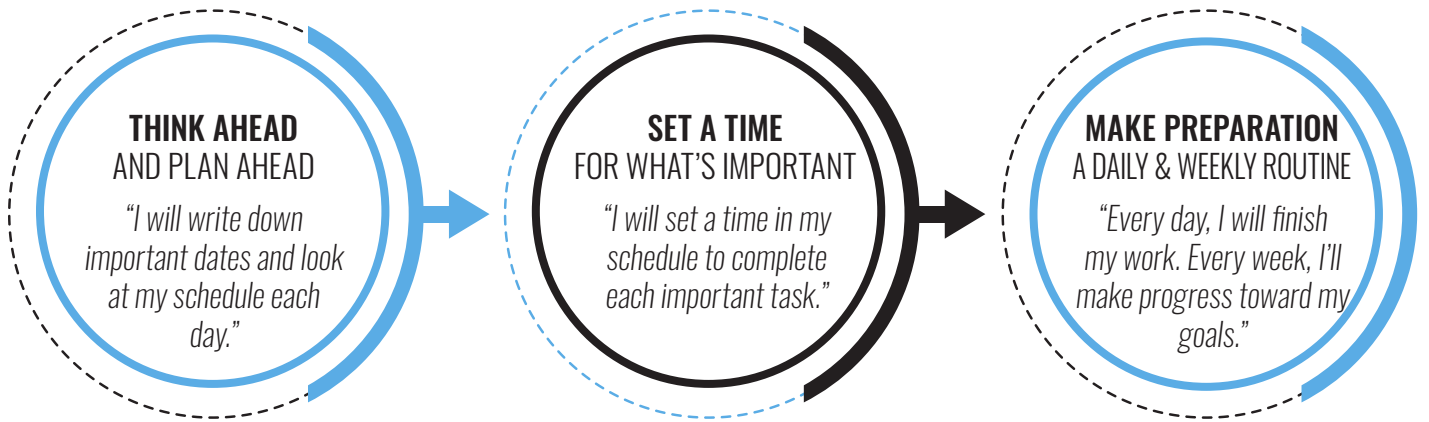 THINK AHEAD
AND PLAN AHEAD
“I will write down
important dates and look
at my schedule each
day.”
SET A TIME
FOR WHAT’S IMPORTANT
“I will set a time in my
schedule to complete
each important task.”
MAKE PREPARATION
A DAILY & WEEKLY ROUTINE
“Every day, I will finish
my work. Every week, I’ll
make progress toward my
goals.”